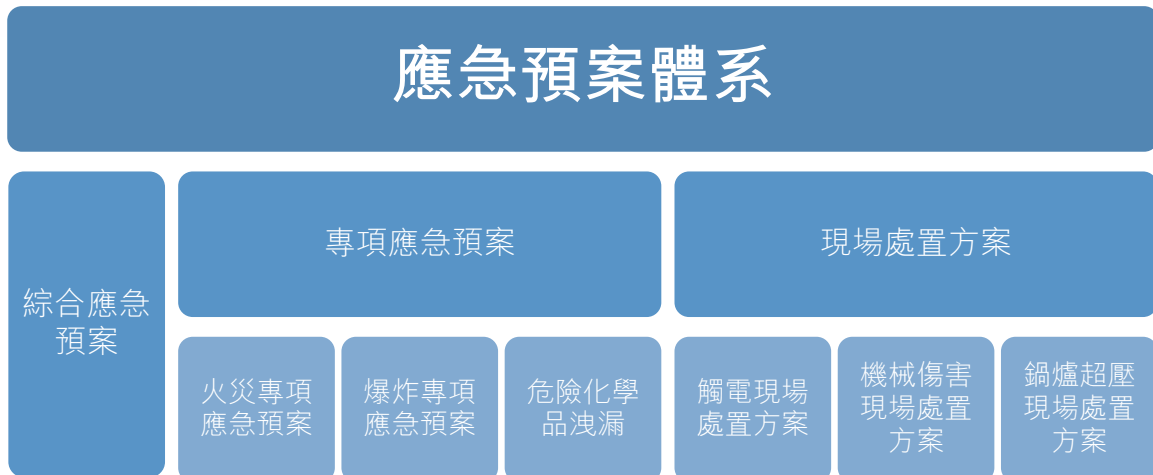 應急預案體系
綜合應急
預案
專項應急預案
火災專項
應急預案
爆炸專項
應急預案
危險化學
品洩漏
現場處置方案
觸電現場
處置方案
機械傷害
現場處置
方案
鍋爐超壓
現場處置
方案